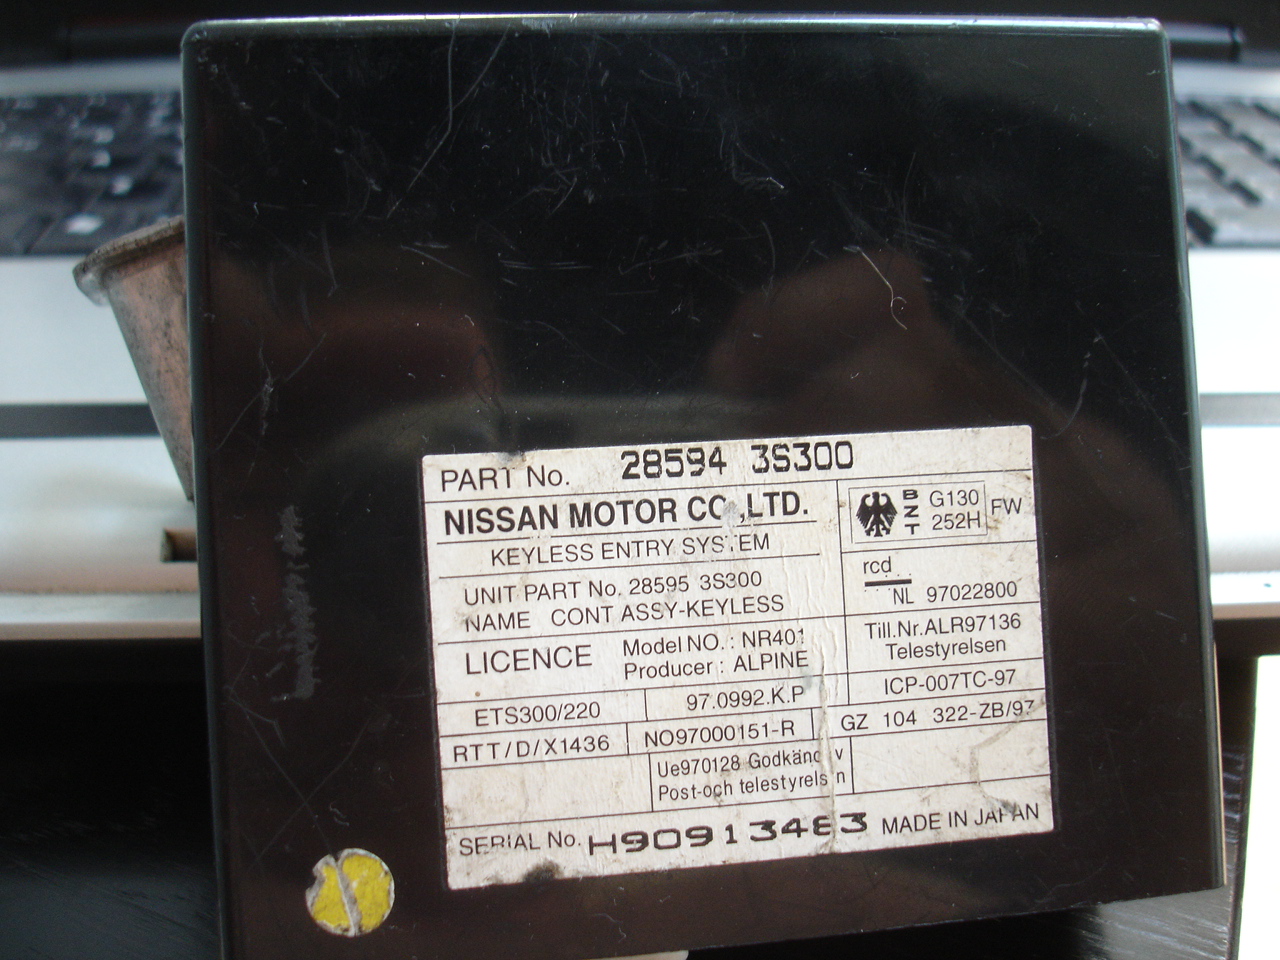 PART No. 28594 3S300
NISSAN MOTOR CO.,LTD.
KEYLESS ENTRY SYSTEM
UNIT PART No. 28595 3S300
NAME CONT ASSY-KEYLESS
LICENCE
Model NO.: NR401
Producer : ALPINE
BZT
G130
252H
FW
rcd
NL 97022800
Till.Nr.ALR97136
Telestyrelsen
ETS300/220
97.0992.K.P
ICP-007TC-97
RTT/D/X1436
NO97000151-R
GZ 104 322-ZB/97
Ue970128 Godkänd av
Post-och telestyrelsen
SERIAL No. H90913483 MADE IN JAPAN